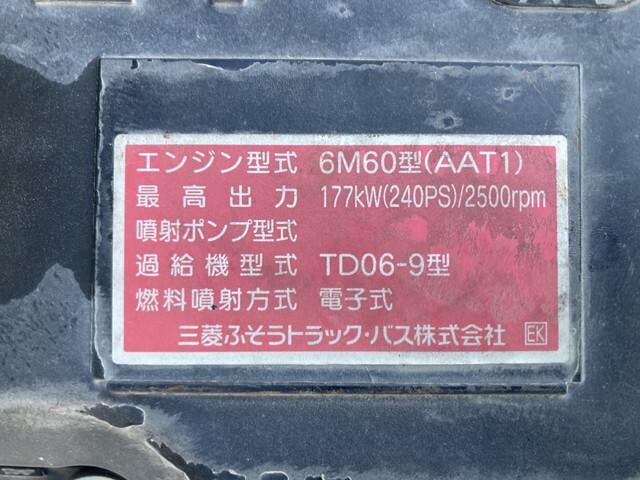 エンジン型式 6M60型(AAT1)
最高出力 177kW(240PS)/2500rpm
噴射ポンプ型式
過給機型式 TD06-9型
燃料噴射方式 電子式
三菱ふそうトラック・バス株式会社 EK